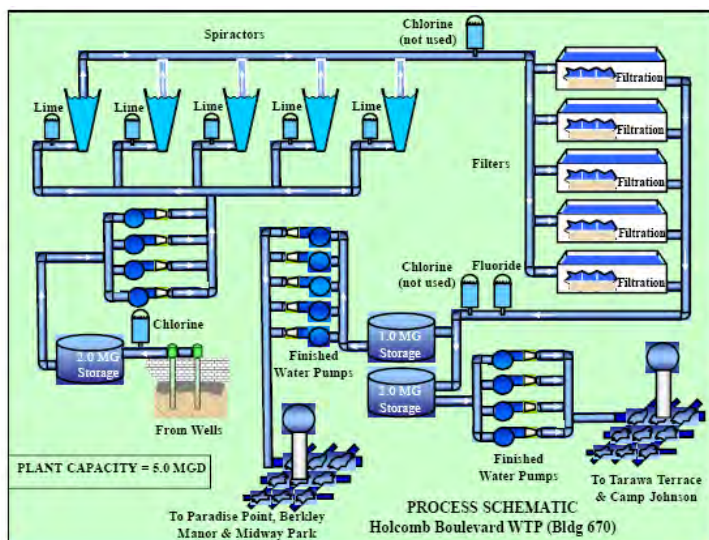 Chlorine
(not used)
Spiractors
Filtration
Lime
Lime
Lime
Lime
Lime
Filtration
Filters
Filtration
Filtration
Filtration
Chlorine
(not used)
Fluoride
Chlorine
2.0 MG
Storage
1.0 MG
Storage
Finished
Water Pumps
2.0 MG
Storage
From Wells
Finished
Water Pumps
PLANT CAPACITY = 5.0 MGD
To Tarawa Terrace
& Camp Johnson
To Paradise Point, Berkley
Manor & Midway Park
PROCESS SCHEMATIC
Holcomb Boulevard WTP (Bldg 670)